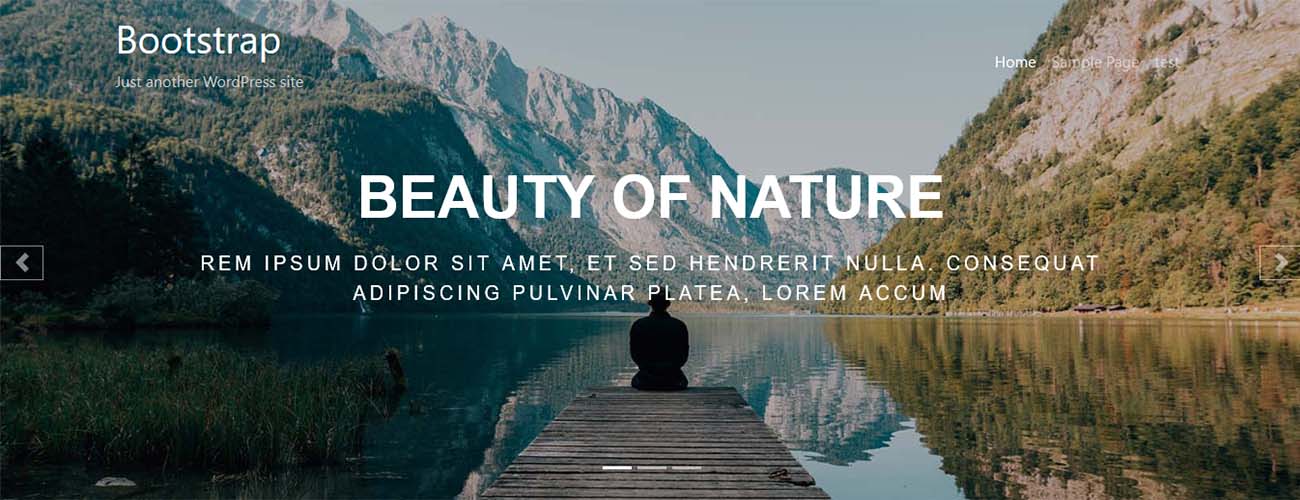 Bootstrap
Just another WordPress site
Home Sample Page test
BEAUTY OF NATURE
REM IPSUM DOLOR SIT AMET, ET SED HENDRERIT NULLA. CONSEQUAT
ADIPISCING PULVINAR PLATEA, LOREM ACCUM